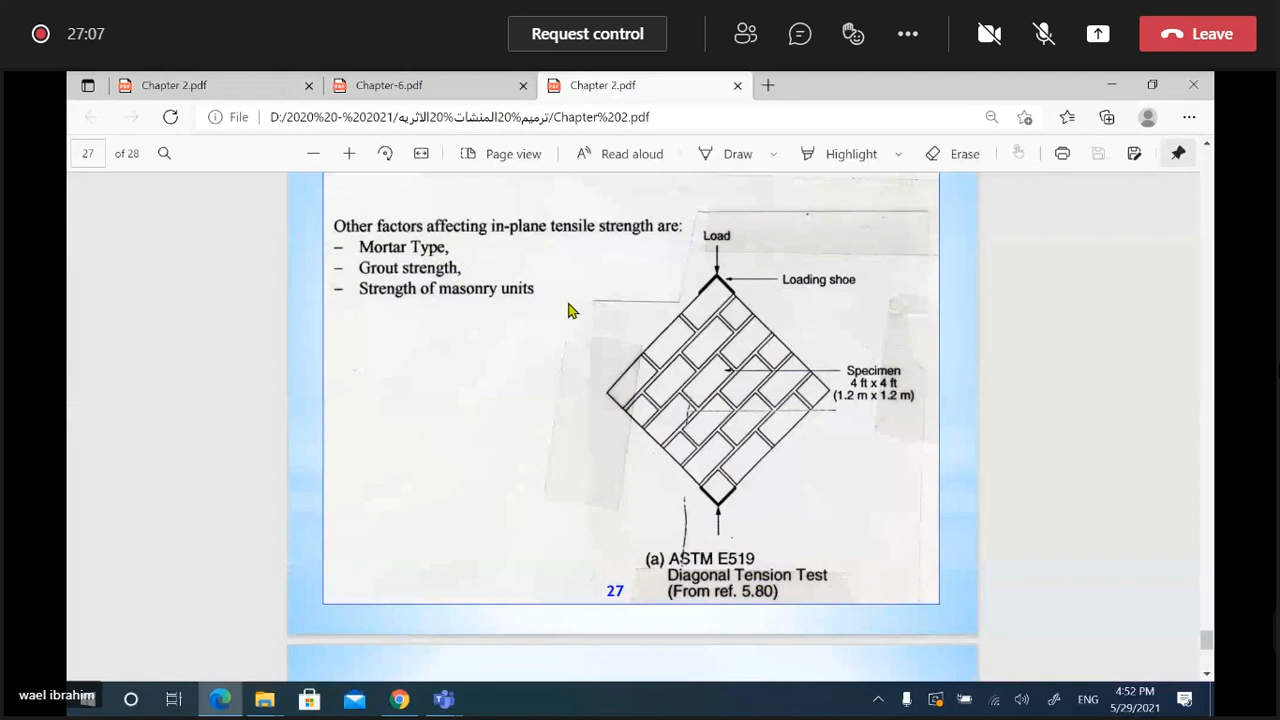 27:07
Request control
Leave
Chapter 2.pdf
Chapter-6.pdf
Chapter 2.pdf
File
D:/2020%20-%202021/ترميم%20المنشات%20الاثريه/Chapter%202.pdf
27 of 28
Page view
Read aloud
Draw
Highlight
Erase
Other factors affecting in-plane tensile strength are:
– Mortar Type,
– Grout strength,
– Strength of masonry units
Load
Loading shoe
Specimen
4 ft x 4 ft
(1.2 m x 1.2 m)
(a) ASTM E519
Diagonal Tension Test
(From ref. 5.80)
27
wael ibrahim
ENG
4:52 PM
5/29/2021